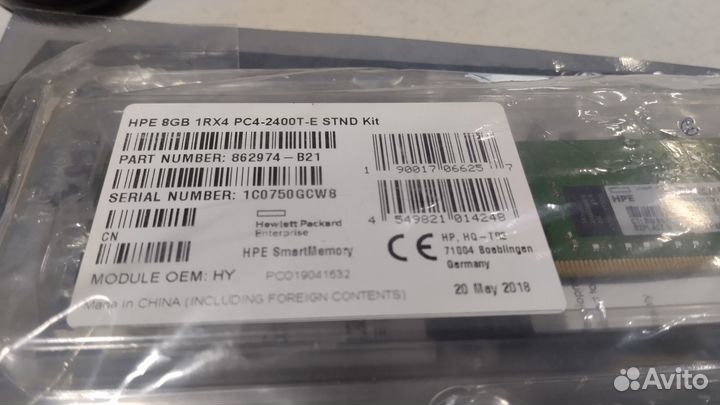 HPE 8GB 1RX4 PC4-2400T-E STND Kit
PART NUMBER: 862974-B21
SERIAL NUMBER: 1C0750GCW8
CN
Hewlett Packard
Enterprise
HPE SmartMemory
MODULE OEM: HY
PCO19041632
Made in CHINA (INCLUDING FOREIGN CONTENTS)
1 90017 06625 7
4 549821 014248
CE
HP, HQ-TRE
71004 Boeblingen
Germany
20 May 2018
HPE
Avito